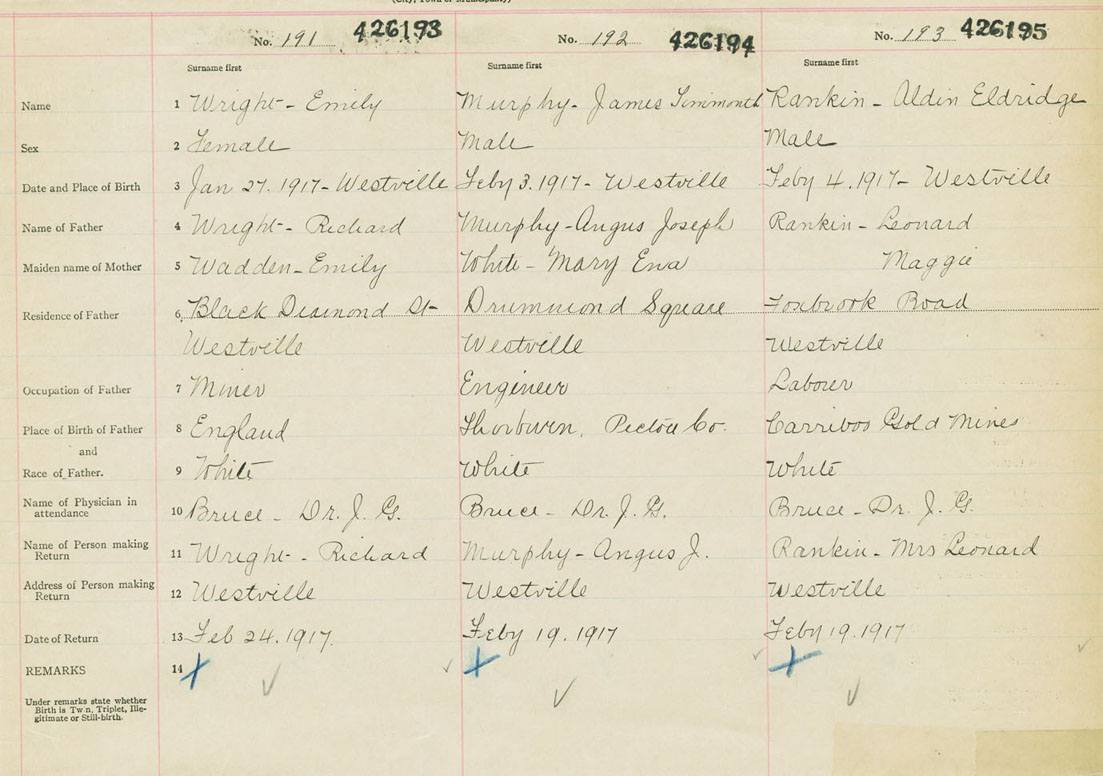 (City, Town or Municipality)
No. 191 426193 No. 192 426194 No. 193 426195
Surname first Surname first Surname first
Name 1 Wright - Emily Murphy - James Simmonds Rankin - Aldin Eldridge
Sex 2 Female Male Male
Date and Place of Birth 3 Jan 27. 1917 - Westville Feby 3. 1917 - Westville Feby 4. 1917 - Westville
Name of Father 4 Wright - Richard Murphy - Angus Joseph Rankin - Leonard
Maiden name of Mother 5 Wadden - Emily White - Mary Eva Maggie
Residence of Father 6. Black Diamond St Drummond Square Foxbrook Road
Westville Westville Westville
Occupation of Father 7 Miner Engineer Laborer
Place of Birth of Father 8 England Thorburn, Pictou Co. Carribos Gold Mines
and
Race of Father. 9 White White White
Name of Physician in
attendance 10 Bruce - Dr. J. G. Bruce - Dr. J. G. Bruce - Dr. J. G.
Name of Person making
Return 11 Wright - Richard Murphy - Angus J. Rankin - Mrs Leonard
Address of Person making
Return 12 Westville Westville Westville
Date of Return 13 Feb 24. 1917. Feby 19. 1917 Feby 19. 1917
REMARKS 14
Under remarks state whether
Birth is Twin, Triplet, Ille-
gitimate or Still-birth.